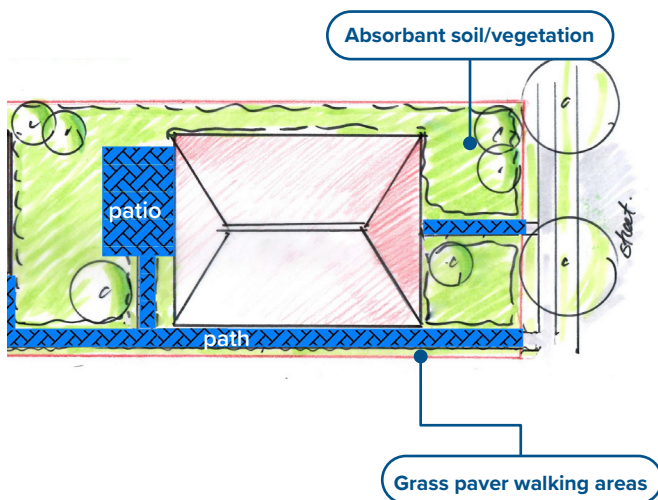 Absorbant soil/vegetation
patio
street.
path
Grass paver walking areas